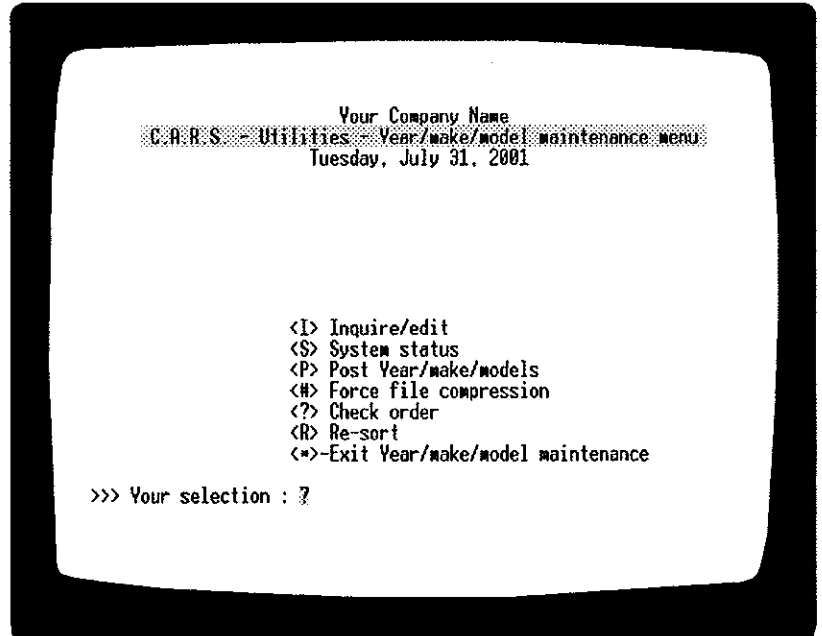 Your Company Name
C.A.R.S. - Utilities - Year/make/model maintenance menu
Tuesday, July 31, 2001
<I> Inquire/edit
<S> System status
<P> Post Year/make/models
<#> Force file compression
<?> Check order
<R> Re-sort
<*>-Exit Year/make/model maintenance
>>> Your selection : ?